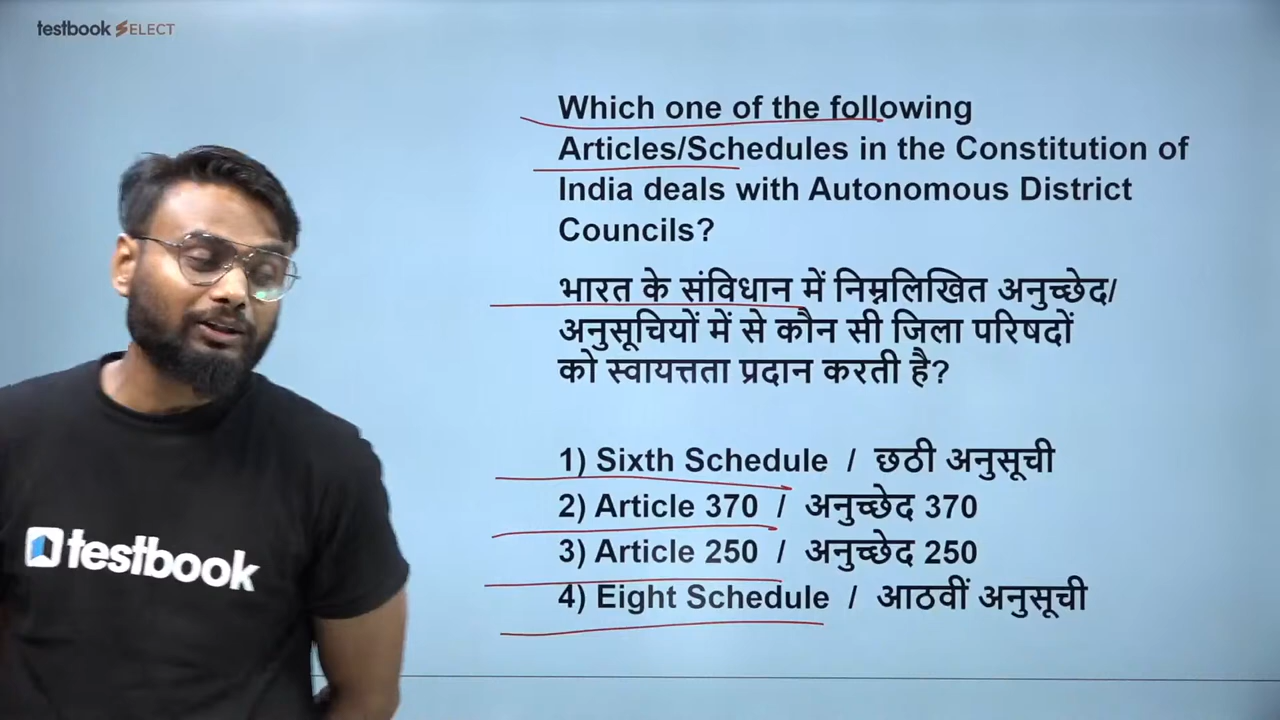 testbook SELECT
Which one of the following
Articles/Schedules in the Constitution of
India deals with Autonomous District
Councils?
भारत के संविधान में निम्नलिखित अनुच्छेद/
अनुसूचियों में से कौन सी जिला परिषदों
को स्वायत्तता प्रदान करती है?
1) Sixth Schedule / छठी अनुसूची
2) Article 370 / अनुच्छेद 370
3) Article 250 / अनुच्छेद 250
4) Eight Schedule / आठवीं अनुसूची
testbook